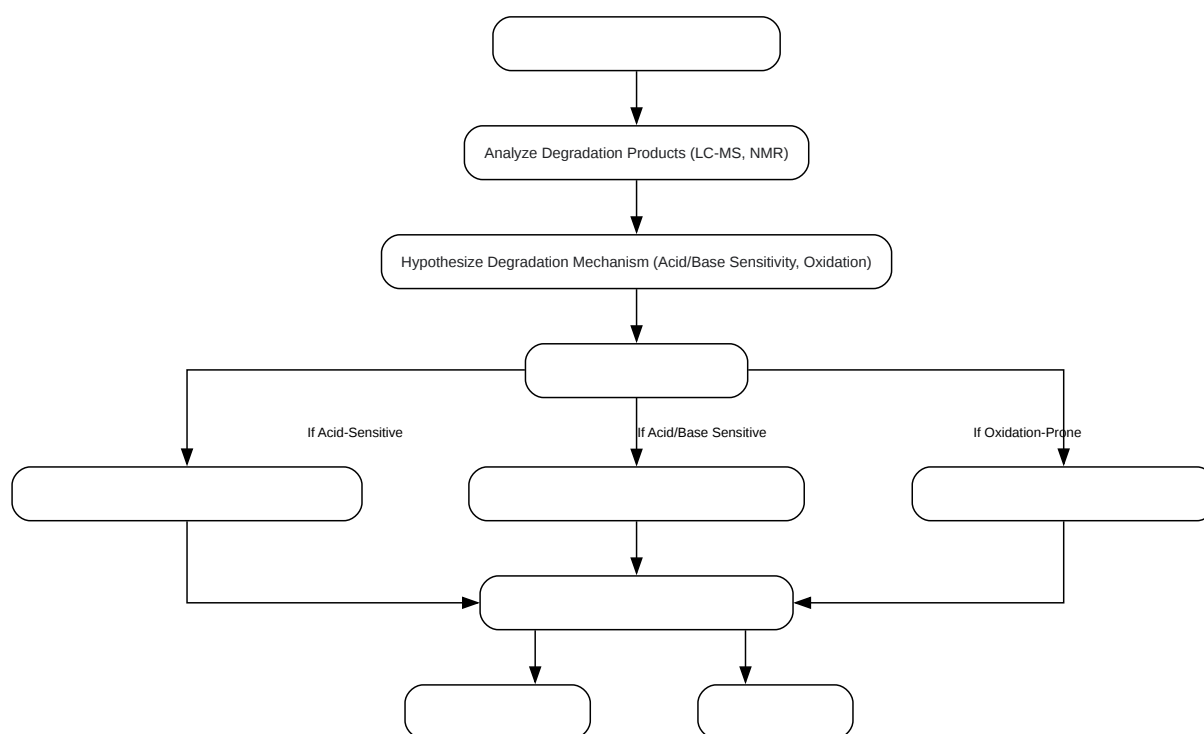 Analyze Degradation Products (LC-MS, NMR)
Hypothesize Degradation Mechanism (Acid/Base Sensitivity, Oxidation)
If Acid-Sensitive
If Acid/Base Sensitive
If Oxidation-Prone